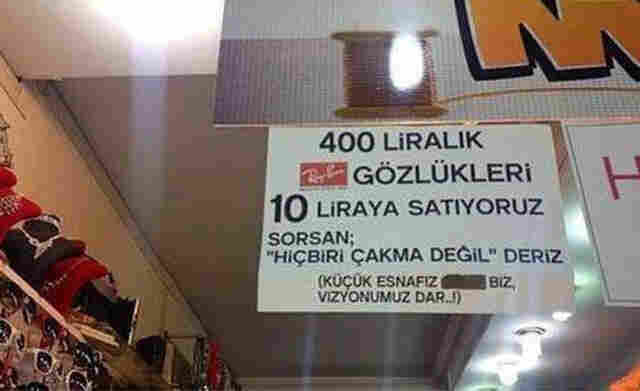 400 LİRALIK
Ray-Ban GÖZLÜKLERİ
10 LİRAYA SATIYORUZ
SORSAN;
"HİÇBİRİ ÇAKMA DEĞİL" DERİZ
(KÜÇÜK ESNAFIZ BİZ,
VİZYONUMUZ DAR..!)